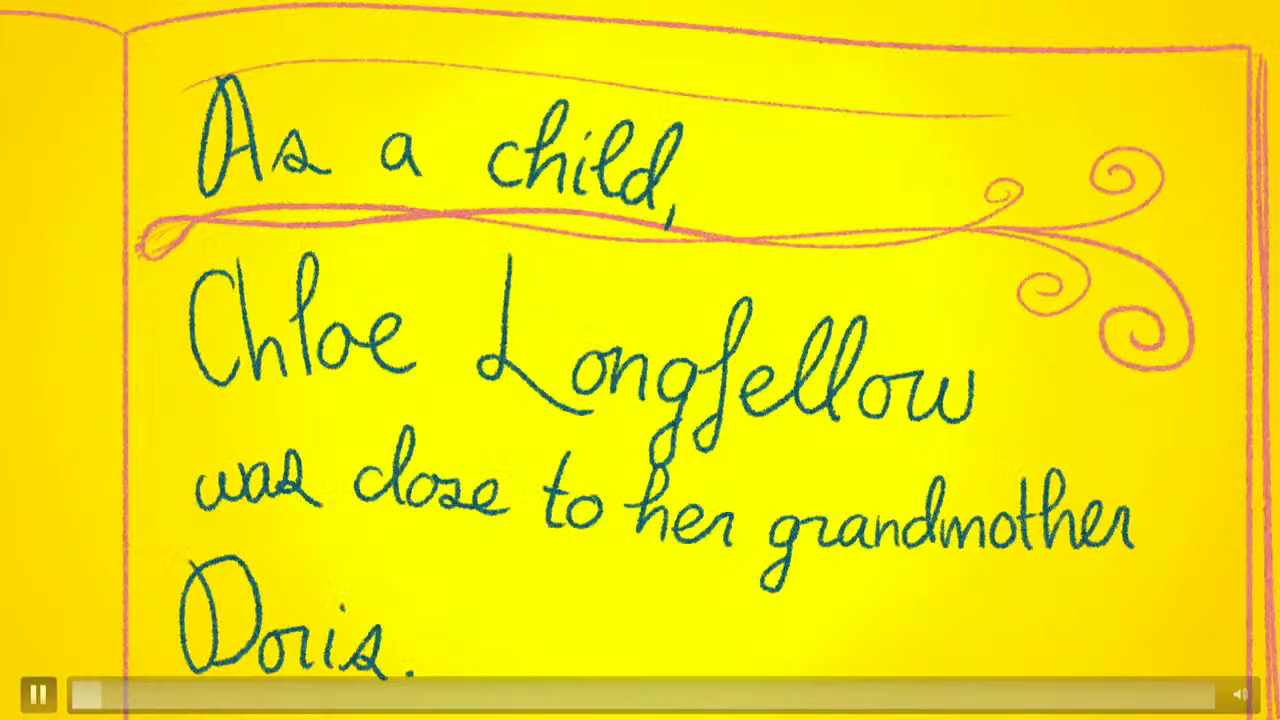 As a child,
Chloe Longfellow
was close to her grandmother
Doris.